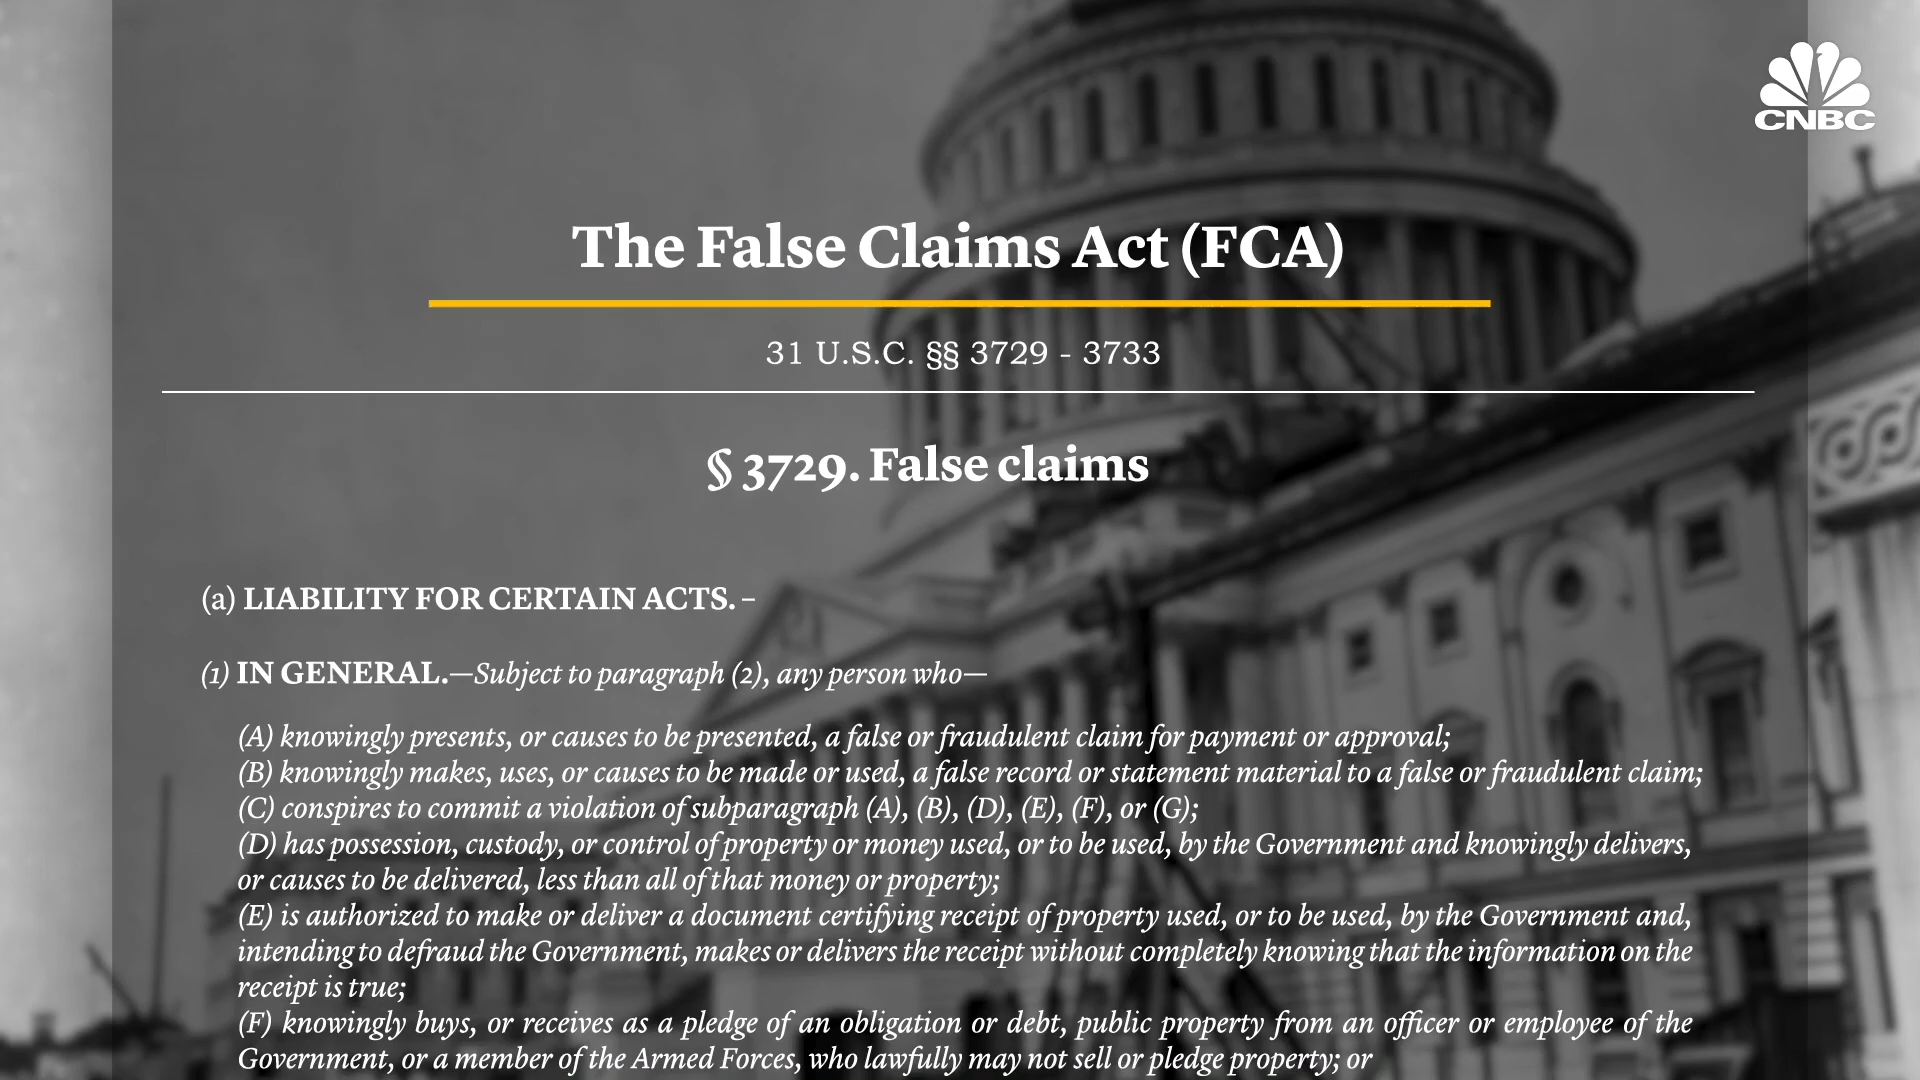 CNBC
The False Claims Act (FCA)
31 U.S.C. §§ 3729 - 3733
§ 3729. False claims
(a) LIABILITY FOR CERTAIN ACTS. –
(1) IN GENERAL.—Subject to paragraph (2), any person who—
(A) knowingly presents, or causes to be presented, a false or fraudulent claim for payment or approval;
(B) knowingly makes, uses, or causes to be made or used, a false record or statement material to a false or fraudulent claim;
(C) conspires to commit a violation of subparagraph (A), (B), (D), (E), (F), or (G);
(D) has possession, custody, or control of property or money used, or to be used, by the Government and knowingly delivers,
or causes to be delivered, less than all of that money or property;
(E) is authorized to make or deliver a document certifying receipt of property used, or to be used, by the Government and,
intending to defraud the Government, makes or delivers the receipt without completely knowing that the information on the
receipt is true;
(F) knowingly buys, or receives as a pledge of an obligation or debt, public property from an officer or employee of the
Government, or a member of the Armed Forces, who lawfully may not sell or pledge property; or